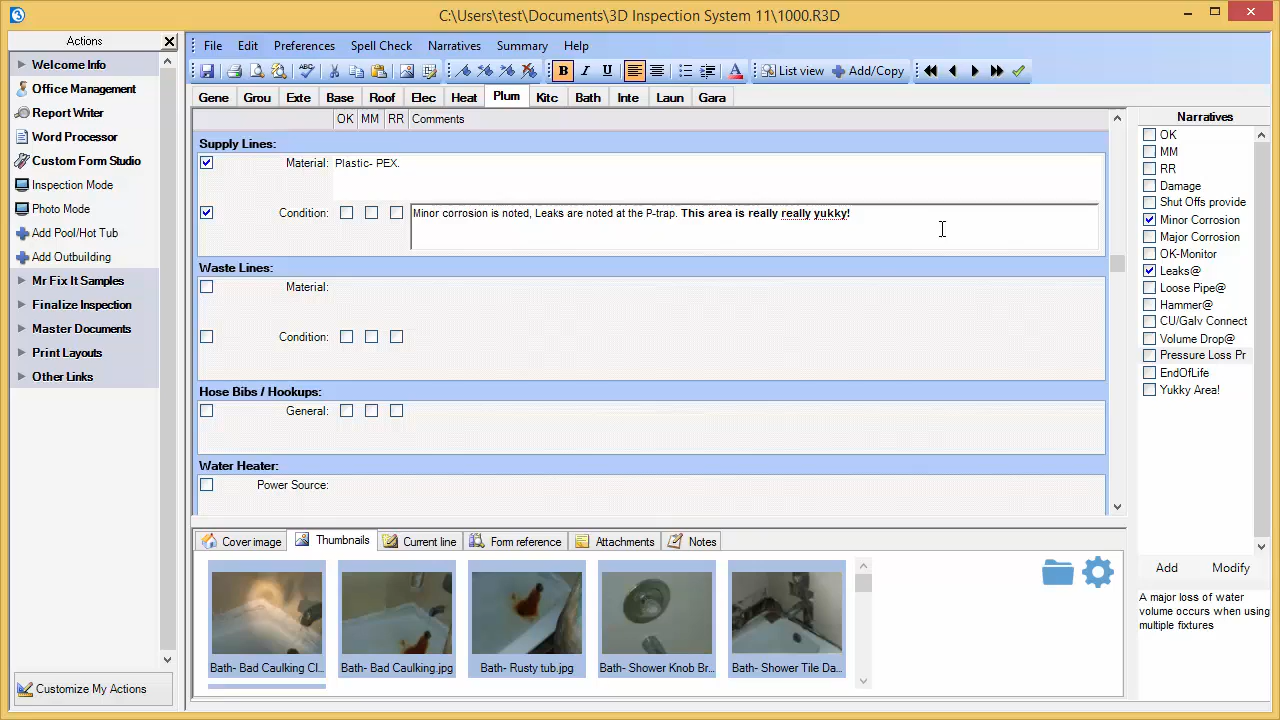 C:\Users\test\Documents\3D Inspection System 11\1000.R3D
Actions
Welcome Info
Office Management
Report Writer
Word Processor
Custom Form Studio
Inspection Mode
Photo Mode
Add Pool/Hot Tub
Add Outbuilding
Mr Fix It Samples
Finalize Inspection
Master Documents
Print Layouts
Other Links
Customize My Actions
File Edit Preferences Spell Check Narratives Summary Help
B I U A List view Add/Copy
Gene Grou Exte Base Roof Elec Heat Plum Kitc Bath Inte Laun Gara
OK MM RR Comments
Supply Lines:
Material: Plastic- PEX.
Condition: Minor corrosion is noted, Leaks are noted at the P-trap. This area is really really yukky!
Waste Lines:
Material:
Condition:
Hose Bibs / Hookups:
General:
Water Heater:
Power Source:
Cover image Thumbnails Current line Form reference Attachments Notes
Bath- Bad Caulking Cl... Bath- Bad Caulking.jpg Bath- Rusty tub.jpg Bath- Shower Knob Br... Bath- Shower Tile Da...
Narratives
OK
MM
RR
Damage
Shut Offs provide
Minor Corrosion
Major Corrosion
OK-Monitor
Leaks@
Loose Pipe@
Hammer@
CU/Galv Connect
Volume Drop@
Pressure Loss Pr
EndOfLife
Yukky Area!
Add Modify
A major loss of water
volume occurs when using
multiple fixtures